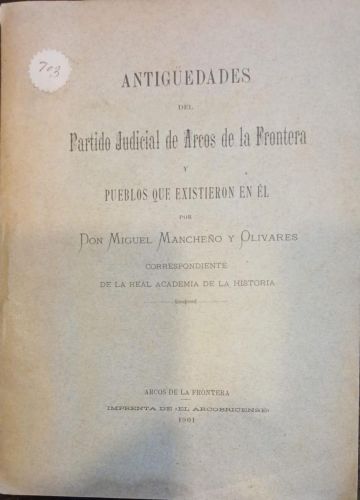 703
ANTIGÜEDADES
DEL
Partido Judicial de Arcos de la Frontera
Y
PUEBLOS QUE EXISTIERON EN ÉL
POR
DON MIGUEL MANCHEÑO Y OLIVARES
CORRESPONDIENTE
DE LA REAL ACADEMIA DE LA HISTORIA
ARCOS DE LA FRONTERA
IMPRENTA DE «EL ARCOBRICENSE»
1901